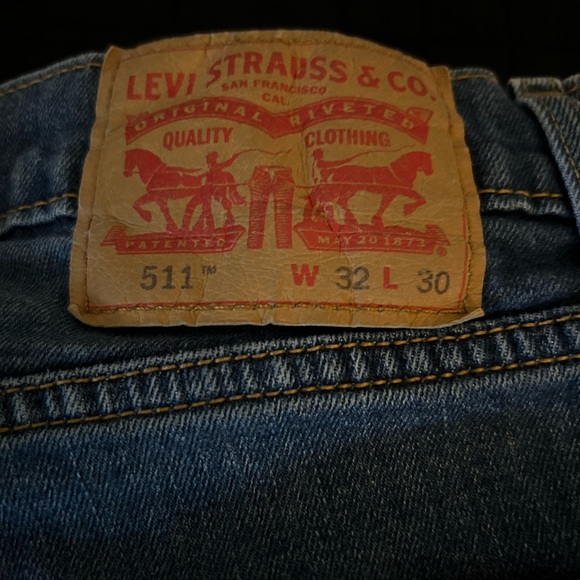 LEVI STRAUSS & CO.
SAN FRANCISCO
CAL.
ORIGINAL RIVETED
QUALITY CLOTHING
PATENTED MAY 20 1873
511™ W 32 L 30